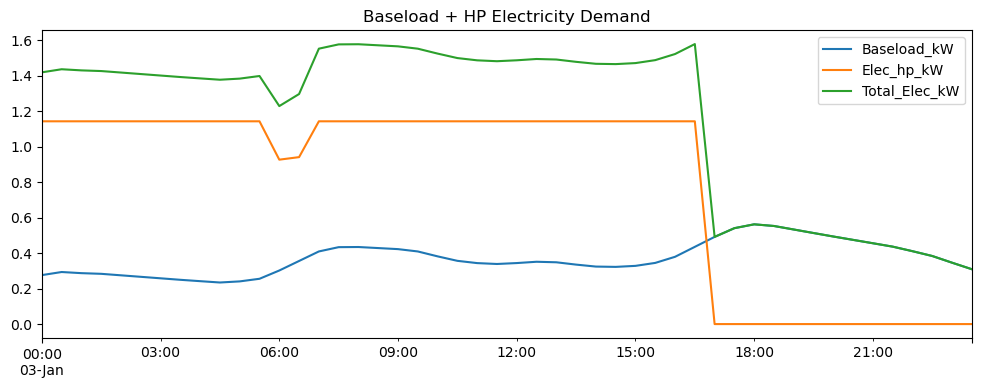 Baseload + HP Electricity Demand
Baseload_kW
Elec_hp_kW
Total_Elec_kW
1.6
1.4
1.2
1.0
0.8
0.6
0.4
0.2
0.0
00:00 03:00 06:00 09:00 12:00 15:00 18:00 21:00
03-Jan